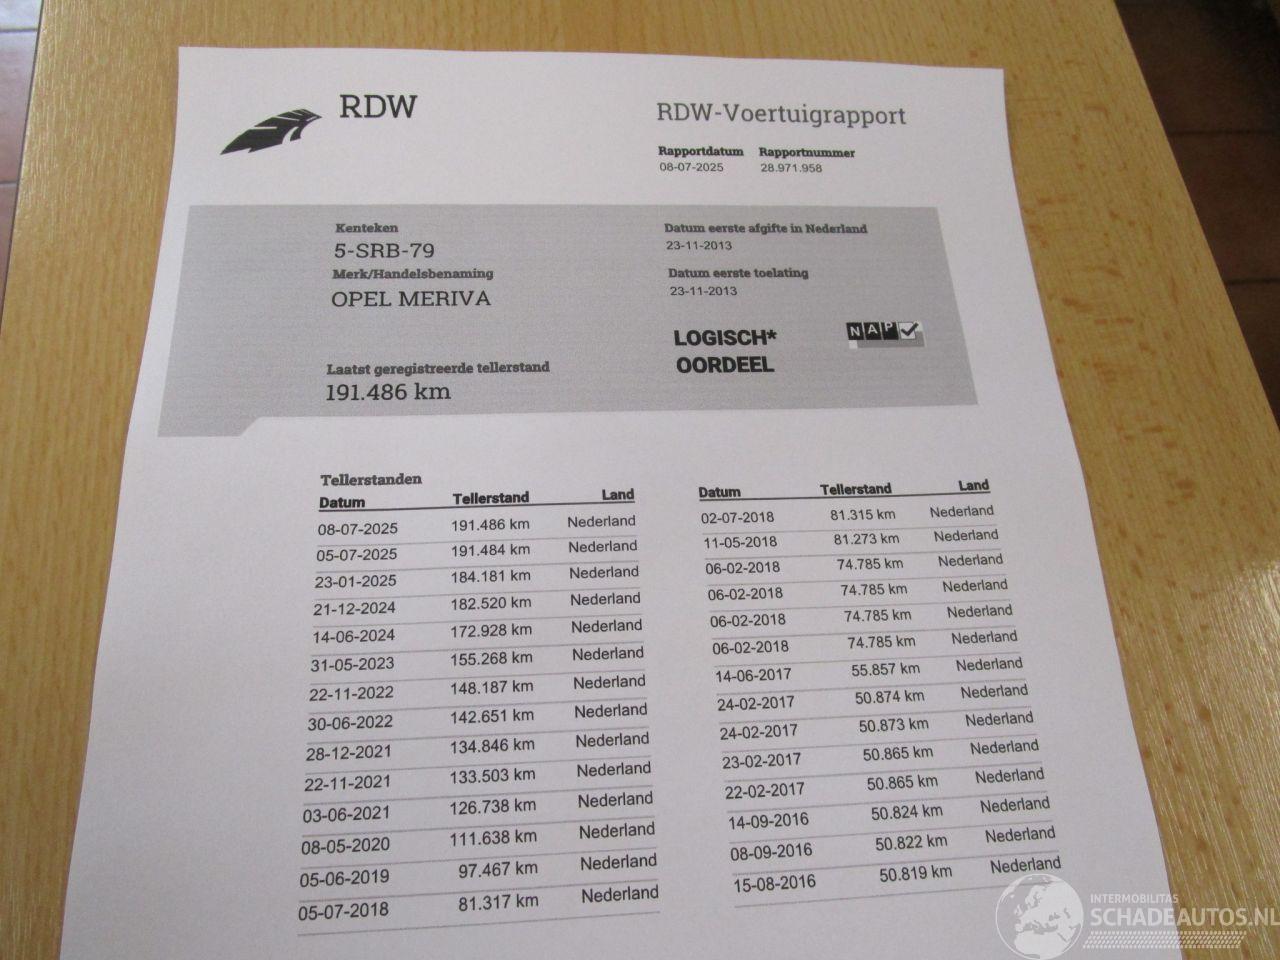 RDW
RDW-Voertuigrapport
Rapportdatum Rapportnummer
08-07-2025 28.971.958
Kenteken
5-SRB-79
Merk/Handelsbenaming
OPEL MERIVA
Laatst geregistreerde tellerstand
191.486 km
Datum eerste afgifte in Nederland
23-11-2013
Datum eerste toelating
23-11-2013
LOGISCH*
OORDEEL
NAP
Tellerstanden
Datum Tellerstand Land
08-07-2025 191.486 km Nederland
05-07-2025 191.484 km Nederland
23-01-2025 184.181 km Nederland
21-12-2024 182.520 km Nederland
14-06-2024 172.928 km Nederland
31-05-2023 155.268 km Nederland
22-11-2022 148.187 km Nederland
30-06-2022 142.651 km Nederland
28-12-2021 134.846 km Nederland
22-11-2021 133.503 km Nederland
03-06-2021 126.738 km Nederland
08-05-2020 111.638 km Nederland
05-06-2019 97.467 km Nederland
05-07-2018 81.317 km Nederland
Datum Tellerstand Land
02-07-2018 81.315 km Nederland
11-05-2018 81.273 km Nederland
06-02-2018 74.785 km Nederland
06-02-2018 74.785 km Nederland
06-02-2018 74.785 km Nederland
06-02-2018 74.785 km Nederland
14-06-2017 55.857 km Nederland
24-02-2017 50.874 km Nederland
24-02-2017 50.873 km Nederland
23-02-2017 50.865 km Nederland
22-02-2017 50.865 km Nederland
14-09-2016 50.824 km Nederland
08-09-2016 50.822 km Nederland
15-08-2016 50.819 km Nederland
INTERMOBILITAS
SCHADEAUTOS.NL